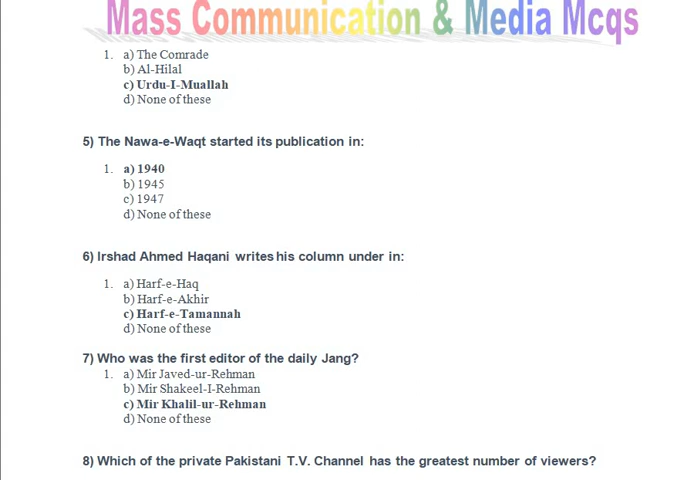 Mass Communication & Media Mcqs
1. a) The Comrade
b) Al-Hilal
c) Urdu-I-Muallah
d) None of these
5) The Nawa-e-Waqt started its publication in:
1. a) 1940
b) 1945
c) 1947
d) None of these
6) Irshad Ahmed Haqani writes his column under in:
1. a) Harf-e-Haq
b) Harf-e-Akhir
c) Harf-e-Tamannah
d) None of these
7) Who was the first editor of the daily Jang?
1. a) Mir Javed-ur-Rehman
b) Mir Shakeel-I-Rehman
c) Mir Khalil-ur-Rehman
d) None of these
8) Which of the private Pakistani T.V. Channel has the greatest number of viewers?